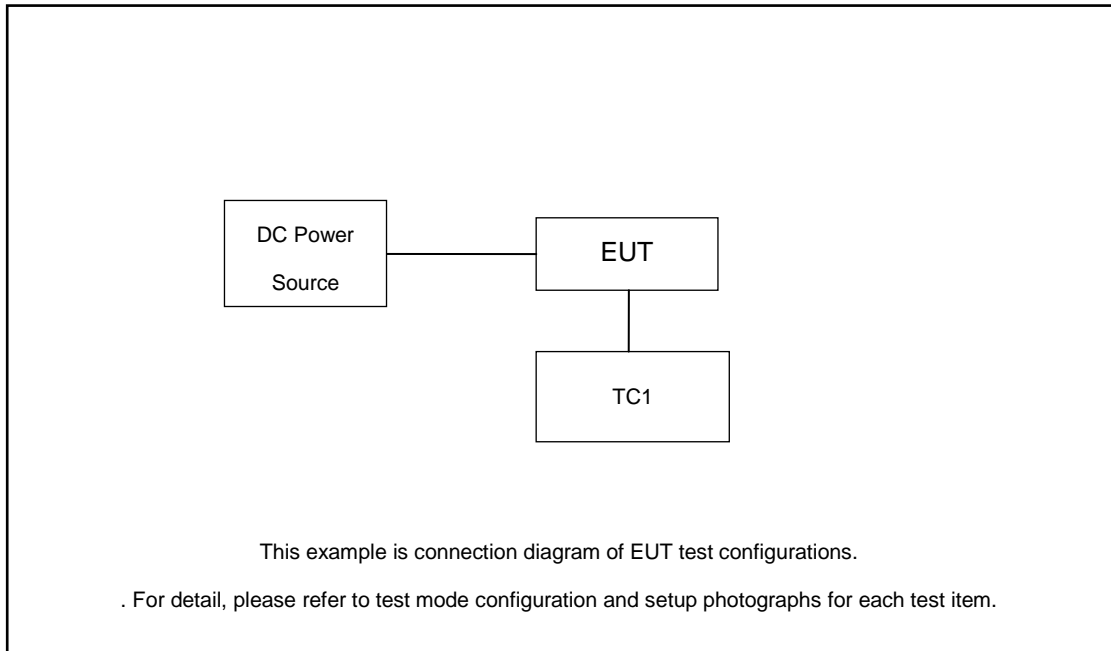 DC Power
Source
EUT
TC1
This example is connection diagram of EUT test configurations.
. For detail, please refer to test mode configuration and setup photographs for each test item.